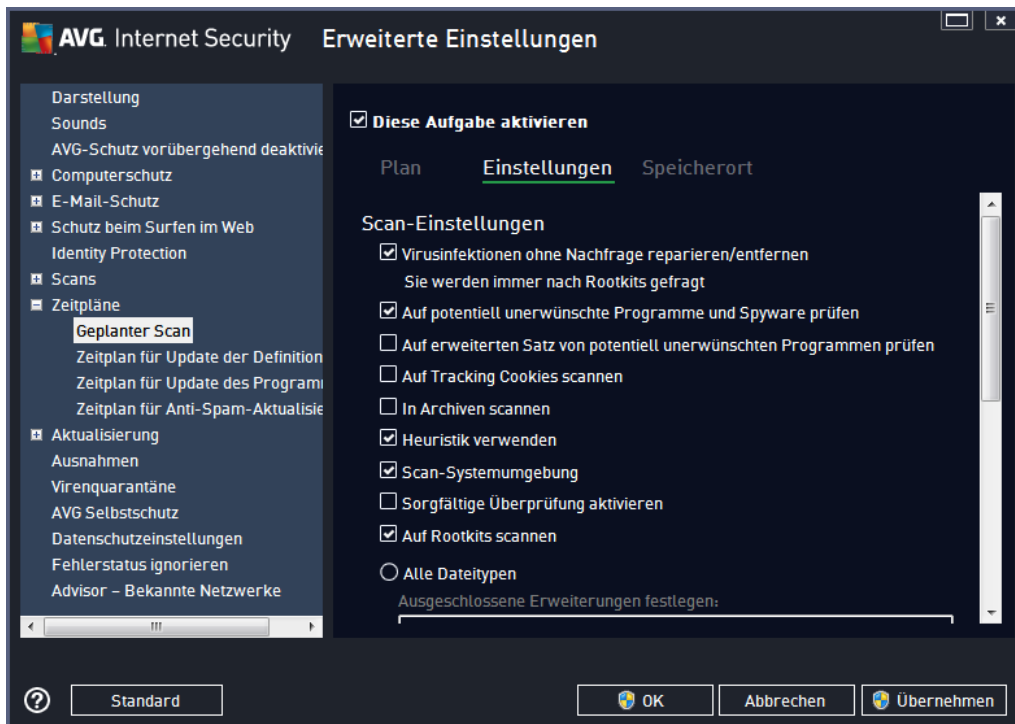 AVG. Internet Security Erweiterte Einstellungen
Darstellung
Sounds
AVG-Schutz vorübergehend deaktivie
Computerschutz
E-Mail-Schutz
Schutz beim Surfen im Web
Identity Protection
Scans
Zeitpläne
Geplanter Scan
Zeitplan für Update der Definition
Zeitplan für Update des Program
Zeitplan für Anti-Spam-Aktualisie
Aktualisierung
Ausnahmen
Virenquarantäne
AVG Selbstschutz
Datenschutzeinstellungen
Fehlerstatus ignorieren
Advisor – Bekannte Netzwerke
Diese Aufgabe aktivieren
Plan Einstellungen Speicherort
Scan-Einstellungen
Virusinfektionen ohne Nachfrage reparieren/entfernen
Sie werden immer nach Rootkits gefragt
Auf potentiell unerwünschte Programme und Spyware prüfen
Auf erweiterten Satz von potentiell unerwünschten Programmen prüfen
Auf Tracking Cookies scannen
In Archiven scannen
Heuristik verwenden
Scan-Systemumgebung
Sorgfältige Überprüfung aktivieren
Auf Rootkits scannen
Alle Dateitypen
Ausgeschlossene Erweiterungen festlegen:
? Standard OK Abbrechen Übernehmen